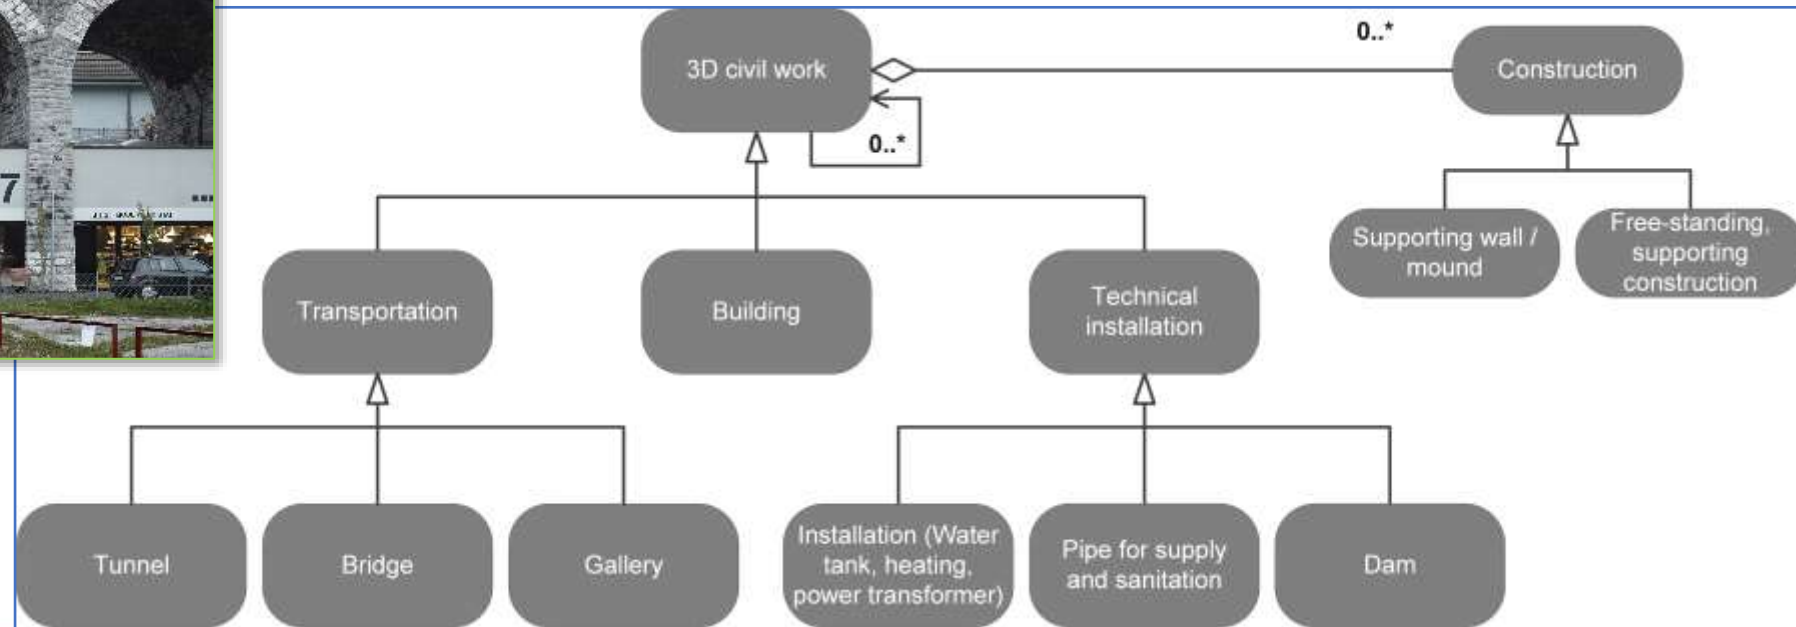 3D civil work
0..*
Construction
0..*
7
Supporting wall /
mound
Free-standing,
supporting
construction
Transportation
Building
Technical
installation
Tunnel
Bridge
Gallery
Installation (Water
tank, heating,
power transformer)
Pipe for supply
and sanitation
Dam